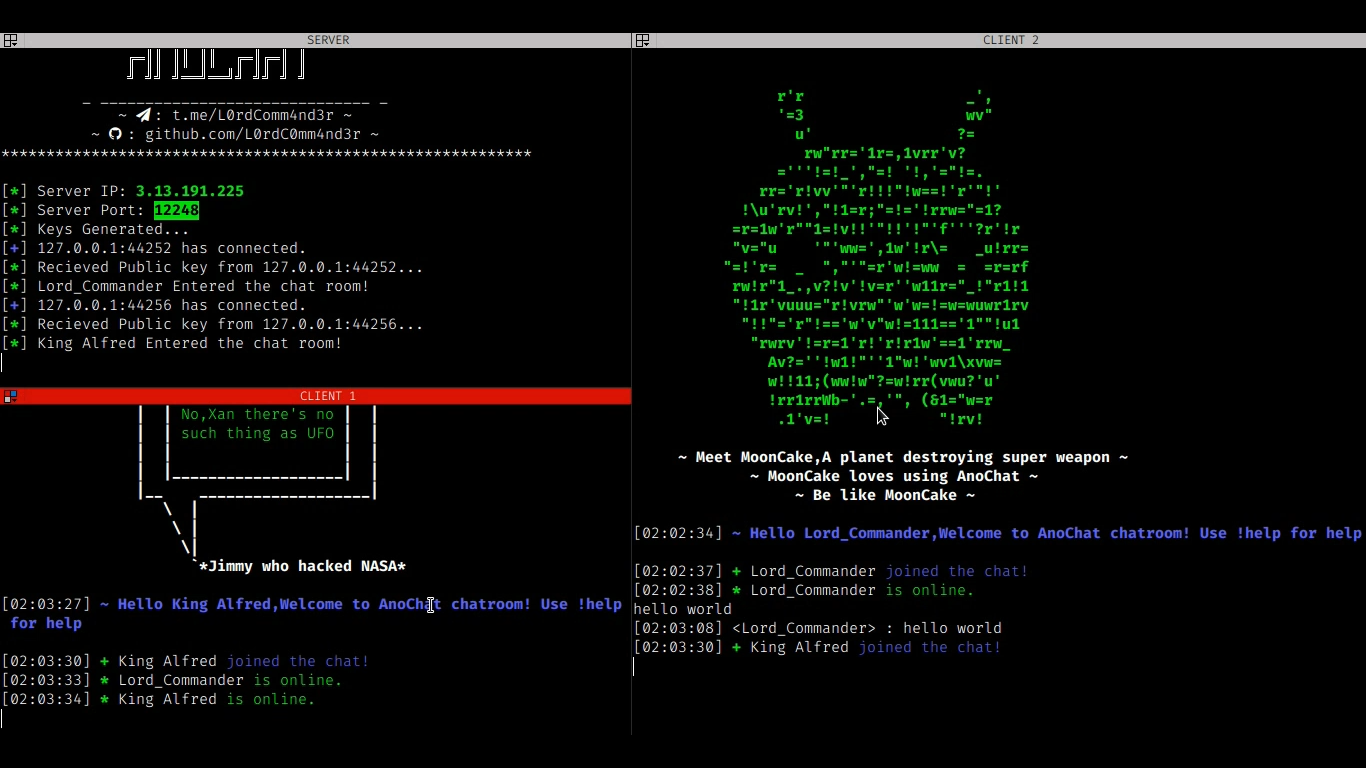 SERVER
~ : t.me/L0rdComm4nd3r ~
~ : github.com/L0rdC0mm4nd3r ~
***********************************************************
[*] Server IP: 3.13.191.225
[*] Server Port: 12248
[*] Keys Generated...
[+] 127.0.0.1:44252 has connected.
[*] Recieved Public key from 127.0.0.1:44252...
[*] Lord_Commander Entered the chat room!
[+] 127.0.0.1:44256 has connected.
[*] Recieved Public key from 127.0.0.1:44256...
[*] King Alfred Entered the chat room!
CLIENT 1
No,Xan there's no
such thing as UFO
`*Jimmy who hacked NASA*
[02:03:27] ~ Hello King Alfred,Welcome to AnoChat chatroom! Use !help
for help
[02:03:30] + King Alfred joined the chat!
[02:03:33] * Lord_Commander is online.
[02:03:34] * King Alfred is online.
CLIENT 2
~ Meet MoonCake,A planet destroying super weapon ~
~ MoonCake loves using AnoChat ~
~ Be like MoonCake ~
[02:02:34] ~ Hello Lord_Commander,Welcome to AnoChat chatroom! Use !help for help
[02:02:37] + Lord_Commander joined the chat!
[02:02:38] * Lord_Commander is online.
hello world
[02:03:08] <Lord_Commander> : hello world
[02:03:30] + King Alfred joined the chat!